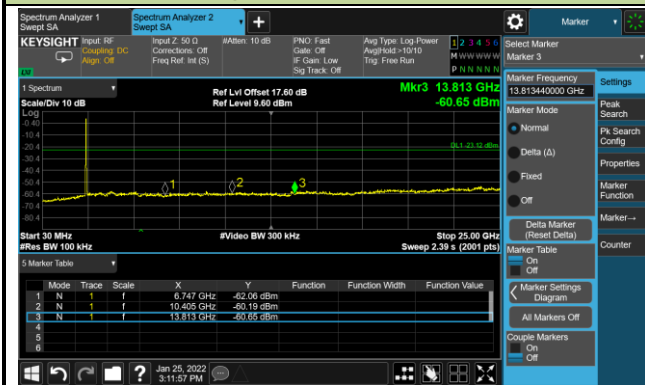 Spectrum Analyzer 1
Swept SA
Spectrum Analyzer 2
Swept SA
Marker
KEYSIGHT
Input: RF
Coupling: DC
Align: Off
Input Z: 50 Ω
Corrections: Off
Freq Ref: Int (S)
#Atten: 10 dB
PNO: Fast
Gate: Off
IF Gain: Low
Sig Track: Off
Avg Type: Log-Power
Avg|Hold:>10/10
Trig: Free Run
1 2 3 4 5 6
M W W W W W
P N N N N N
LXI
Select Marker
Marker 3
1 Spectrum
Scale/Div 10 dB
Log
Ref Lvl Offset 17.60 dB
Ref Level 9.60 dBm
Mkr3 13.813 GHz
-60.65 dBm
-0.40
-10.4
-20.4
-30.4
-40.4
-50.4
-60.4
-70.4
-80.4
DL1 -23.12 dBm
1
2
3
Start 30 MHz
#Res BW 100 kHz
#Video BW 300 kHz
Stop 25.00 GHz
Sweep 2.39 s (2001 pts)
5 Marker Table
Mode Trace Scale X Y Function Function Width Function Value
1 N 1 f 6.747 GHz -62.06 dBm
2 N 1 f 10.405 GHz -60.19 dBm
3 N 1 f 13.813 GHz -60.65 dBm
4
5
6
Marker Frequency
13.813440000 GHz
Marker Mode
Normal
Delta (Δ)
Fixed
Off
Delta Marker
(Reset Delta)
Marker Table
On
Off
Marker Settings
Diagram
All Markers Off
Couple Markers
On
Off
Settings
Peak
Search
Pk Search
Config
Properties
Marker
Function
Marker→
Counter
?
Jan 25, 2022
3:11:57 PM